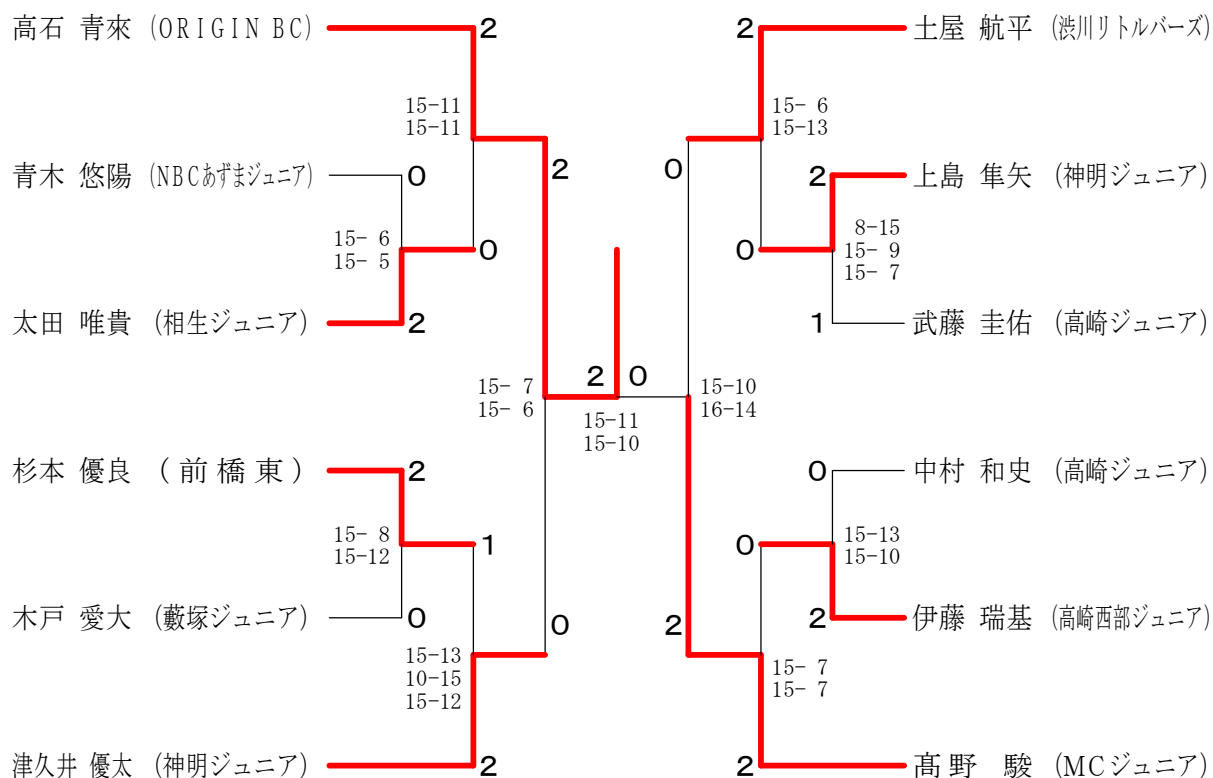 高石 青來 (ORIGIN BC) 2
2 土屋 航平 (渋川リトルバーズ)
15-11
15-11
15- 6
15-13
青木 悠陽 (NBCあずまジュニア) 0
2
0
2 上島 隼矢 (神明ジュニア)
15- 6
15- 5
0
0
8-15
15- 9
15- 7
太田 唯貴 (相生ジュニア) 2
1 武藤 圭佑 (高崎ジュニア)
15- 7
15- 6
2 0
15-11
15-10
15-10
16-14
杉本 優良 (前橋東) 2
0 中村 和史 (高崎ジュニア)
15- 8
15-12
1
0
15-13
15-10
木戸 愛大 (藪塚ジュニア) 0
0
2
2 伊藤 瑞基 (高崎西部ジュニア)
15-13
10-15
15-12
15- 7
15- 7
津久井 優太 (神明ジュニア) 2
2 髙野 駿 (MCジュニア)